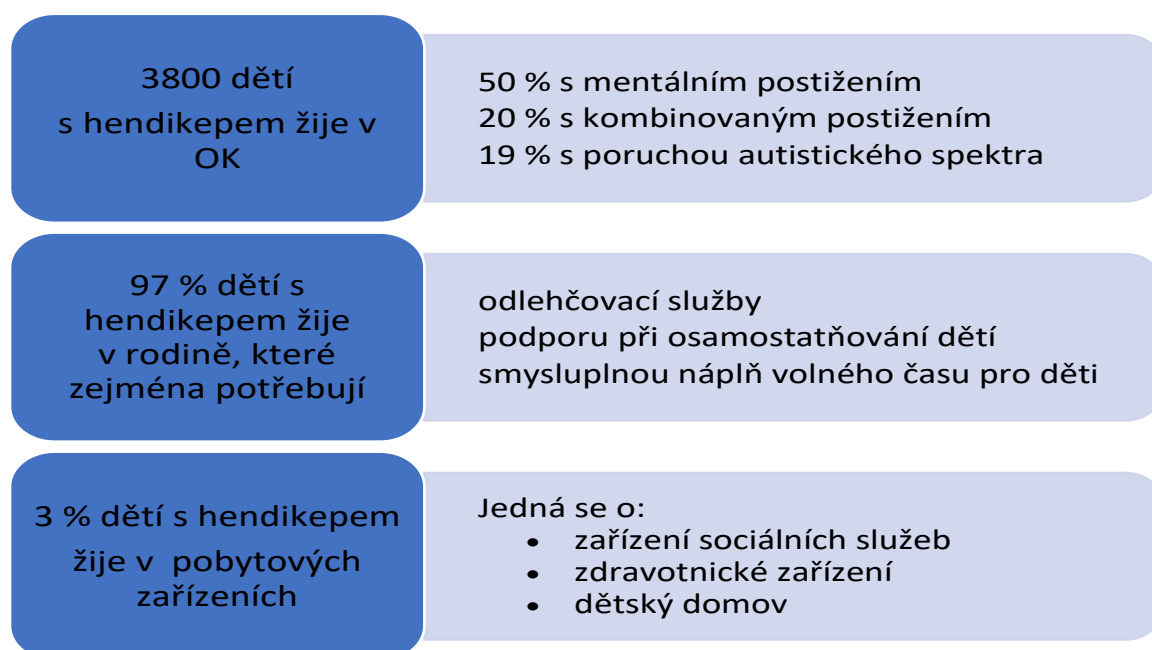 3800 dětí
s hendikepem žije v
OK
50 % s mentálním postižením
20 % s kombinovaným postižením
19 % s poruchou autistického spektra
97 % dětí s
hendikepem žije
v rodině, které
zejména potřebují
odlehčovací služby
podporu při osamostatňování dětí
smysluplnou náplň volného času pro děti
3 % dětí s hendikepem
žije v pobytových
zařízeních
Jedná se o:
• zařízení sociálních služeb
• zdravotnické zařízení
• dětský domov